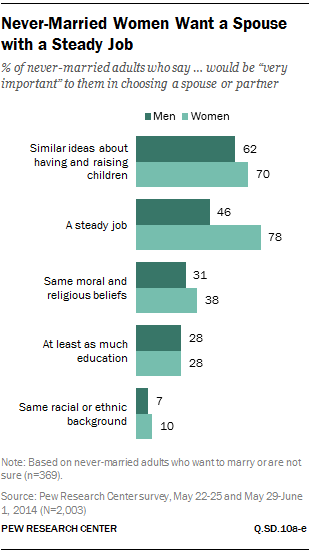 Never-Married Women Want a Spouse
with a Steady Job
% of never-married adults who say ... would be “very
important” to them in choosing a spouse or partner
Men Women
Similar ideas about
having and raising
children
62
70
A steady job
46
78
Same moral and
religious beliefs
31
38
At least as much
education
28
28
Same racial or ethnic
background
7
10
Note: Based on never-married adults who want to marry or are not
sure (n=369).
Source: Pew Research Center survey, May 22-25 and May 29-June
1, 2014 (N=2,003)
PEW RESEARCH CENTER Q.SD.10a-e